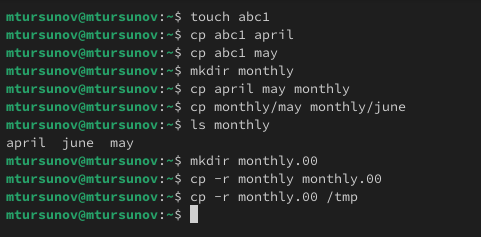 mtursunov@mtursunov:~$ touch abc1
mtursunov@mtursunov:~$ cp abc1 april
mtursunov@mtursunov:~$ cp abc1 may
mtursunov@mtursunov:~$ mkdir monthly
mtursunov@mtursunov:~$ cp april may monthly
mtursunov@mtursunov:~$ cp monthly/may monthly/june
mtursunov@mtursunov:~$ ls monthly
april  june  may
mtursunov@mtursunov:~$ mkdir monthly.00
mtursunov@mtursunov:~$ cp -r monthly monthly.00
mtursunov@mtursunov:~$ cp -r monthly.00 /tmp
mtursunov@mtursunov:~$